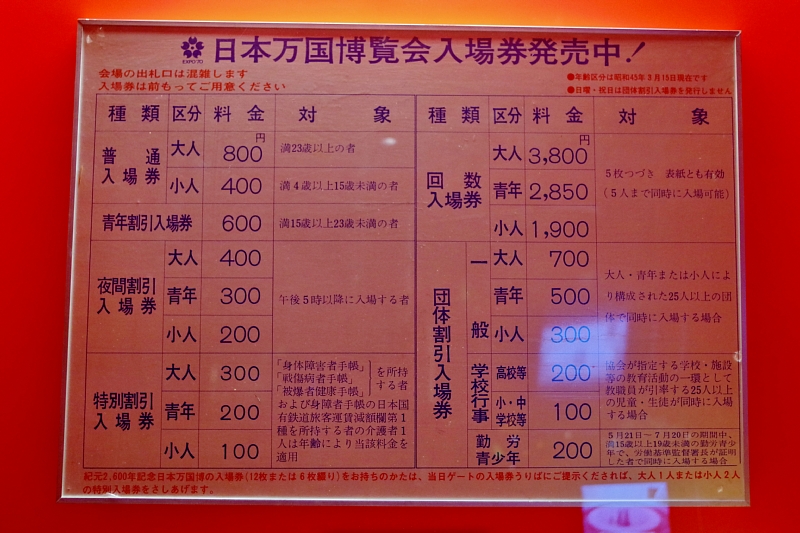 EXPO'70
日本万国博覧会入場券発売中!
会場の出札口は混雑します
入場券は前もってご用意ください
●年齢区分は昭和45年3月15日現在です
●日曜・祝日は団体割引入場券を発行しません
種類 区分 料金 対象
普通入場券 大人 800円 満23歳以上の者
小人 400 満4歳以上15歳未満の者
青年割引入場券 600 満15歳以上23歳未満の者
夜間割引入場券 大人 400 午後5時以降に入場する者
青年 300
小人 200
特別割引入場券 大人 300
青年 200
小人 100
「身体障害者手帳」
「戦傷病者手帳」
「被爆者健康手帳」
を所持
する者
および身障者手帳の日本国
有鉄道旅客運賃減額欄第1
種を所持する者の介護者1
人は年齢により当該料金を
適用
種類 区分 料金 対象
回数入場券 大人 3,800円
青年 2,850
小人 1,900
5枚つづき 表紙とも有効
(5人まで同時に入場可能)
団体割引入場券
一般 大人 700
青年 500
小人 300
大人・青年または小人によ
り構成された25人以上の団
体で同時に入場する場合
学校行事 高校等 200
小・中学校等 100
協会が指定する学校・施設
等の教育活動の一環として
教職員が引率する25人以上
の児童・生徒が同時に入場
する場合
勤労青少年 200
5月21日〜7月20日の期間中、
満15歳以上19歳未満の勤労青少
年で、労働基準監督署長が証明
した者で同時に入場する場合
紀元2,600年記念日本万国博の入場券(12枚または6枚綴り)をお持ちのかたは、当日ゲートの入場券うりばにご提示くだされば、大人1人または小人2人
の特別入場券をさしあげます。